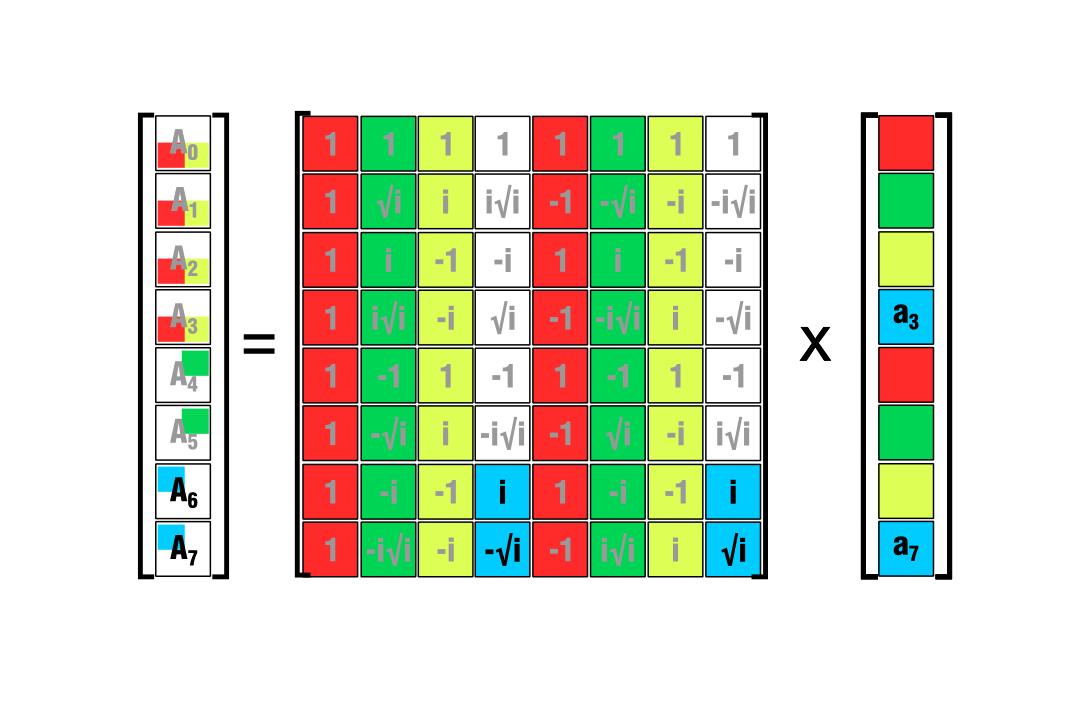 A0 1 1 1 1 1 1 1 1
A1 1 √i i i√i -1 -√i -i -i√i
A2 1 i -1 -i 1 i -1 -i
A3 = 1 i√i -i √i -1 -i√i i -√i x a3
A4 1 -1 1 -1 1 -1 1 -1
A5 1 -√i i -i√i -1 √i -i i√i
A6 1 -i -1 i 1 -i -1 i
A7 1 -i√i -i -√i -1 i√i i √i a7